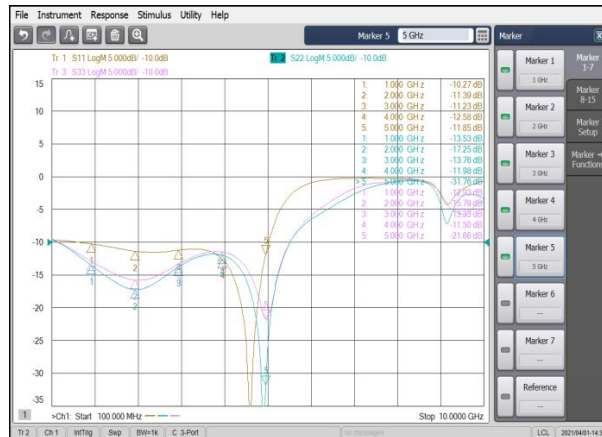 File Instrument Response Stimulus Utility Help
Marker 5 5 GHz
Marker
Tr 1 S11 LogM 5.000dB/ -10.0dB
Tr 2 S22 LogM 5.000dB/ -10.0dB
Tr 3 S33 LogM 5.000dB/ -10.0dB
1: 1.000 GHz -10.27 dB
2: 2.000 GHz -11.39 dB
3: 3.000 GHz -11.23 dB
4: 4.000 GHz -12.58 dB
5: 5.000 GHz -11.85 dB
1: 1.000 GHz -13.53 dB
2: 2.000 GHz -17.25 dB
3: 3.000 GHz -13.78 dB
4: 4.000 GHz -11.98 dB
>5: 5.000 GHz -31.76 dB
1: 1.000 GHz
2: 2.000 GHz -15.79 dB
3: 3.000 GHz
4: 4.000 GHz -11.50 dB
5: 5.000 GHz -21.66 dB
15
10
5
0
-5
-10
-15
-20
-25
-30
-35
1
>Ch1: Start 100.000 MHz
Stop 10.0000 GHz
Marker 1
1 GHz
Marker 2
2 GHz
Marker 3
3 GHz
Marker 4
4 GHz
Marker 5
5 GHz
Marker 6
---
Marker 7
---
Reference
---
Marker
1-7
Marker
8-15
Marker
Setup
Marker
Functions
Tr 2 Ch 1 IntTrig Swp BW=1k C 3-Port
no messages
LCL